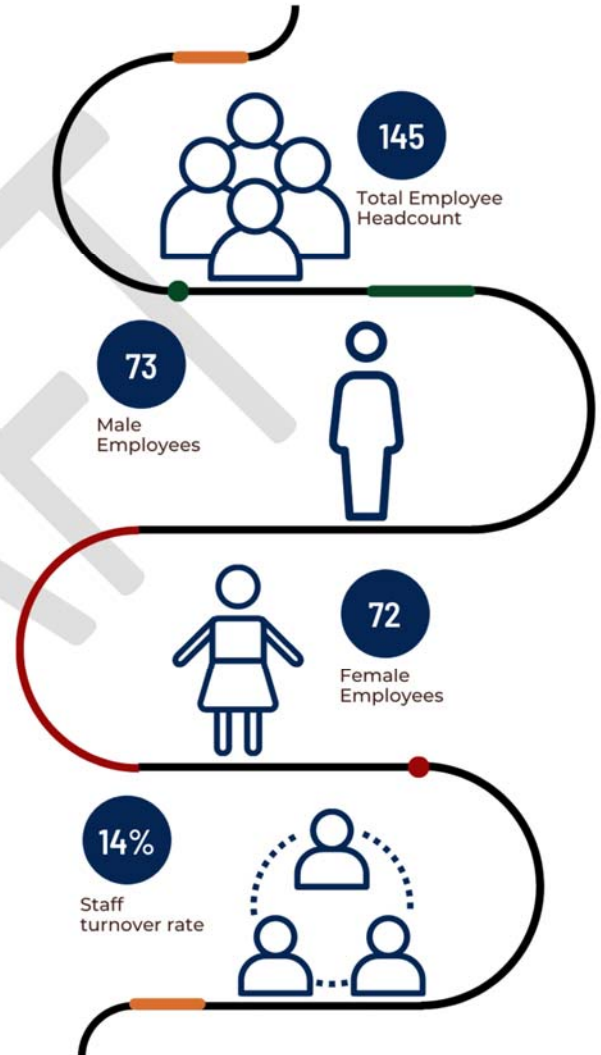 145
Total Employee
Headcount
73
Male
Employees
72
Female
Employees
14%
Staff
turnover rate